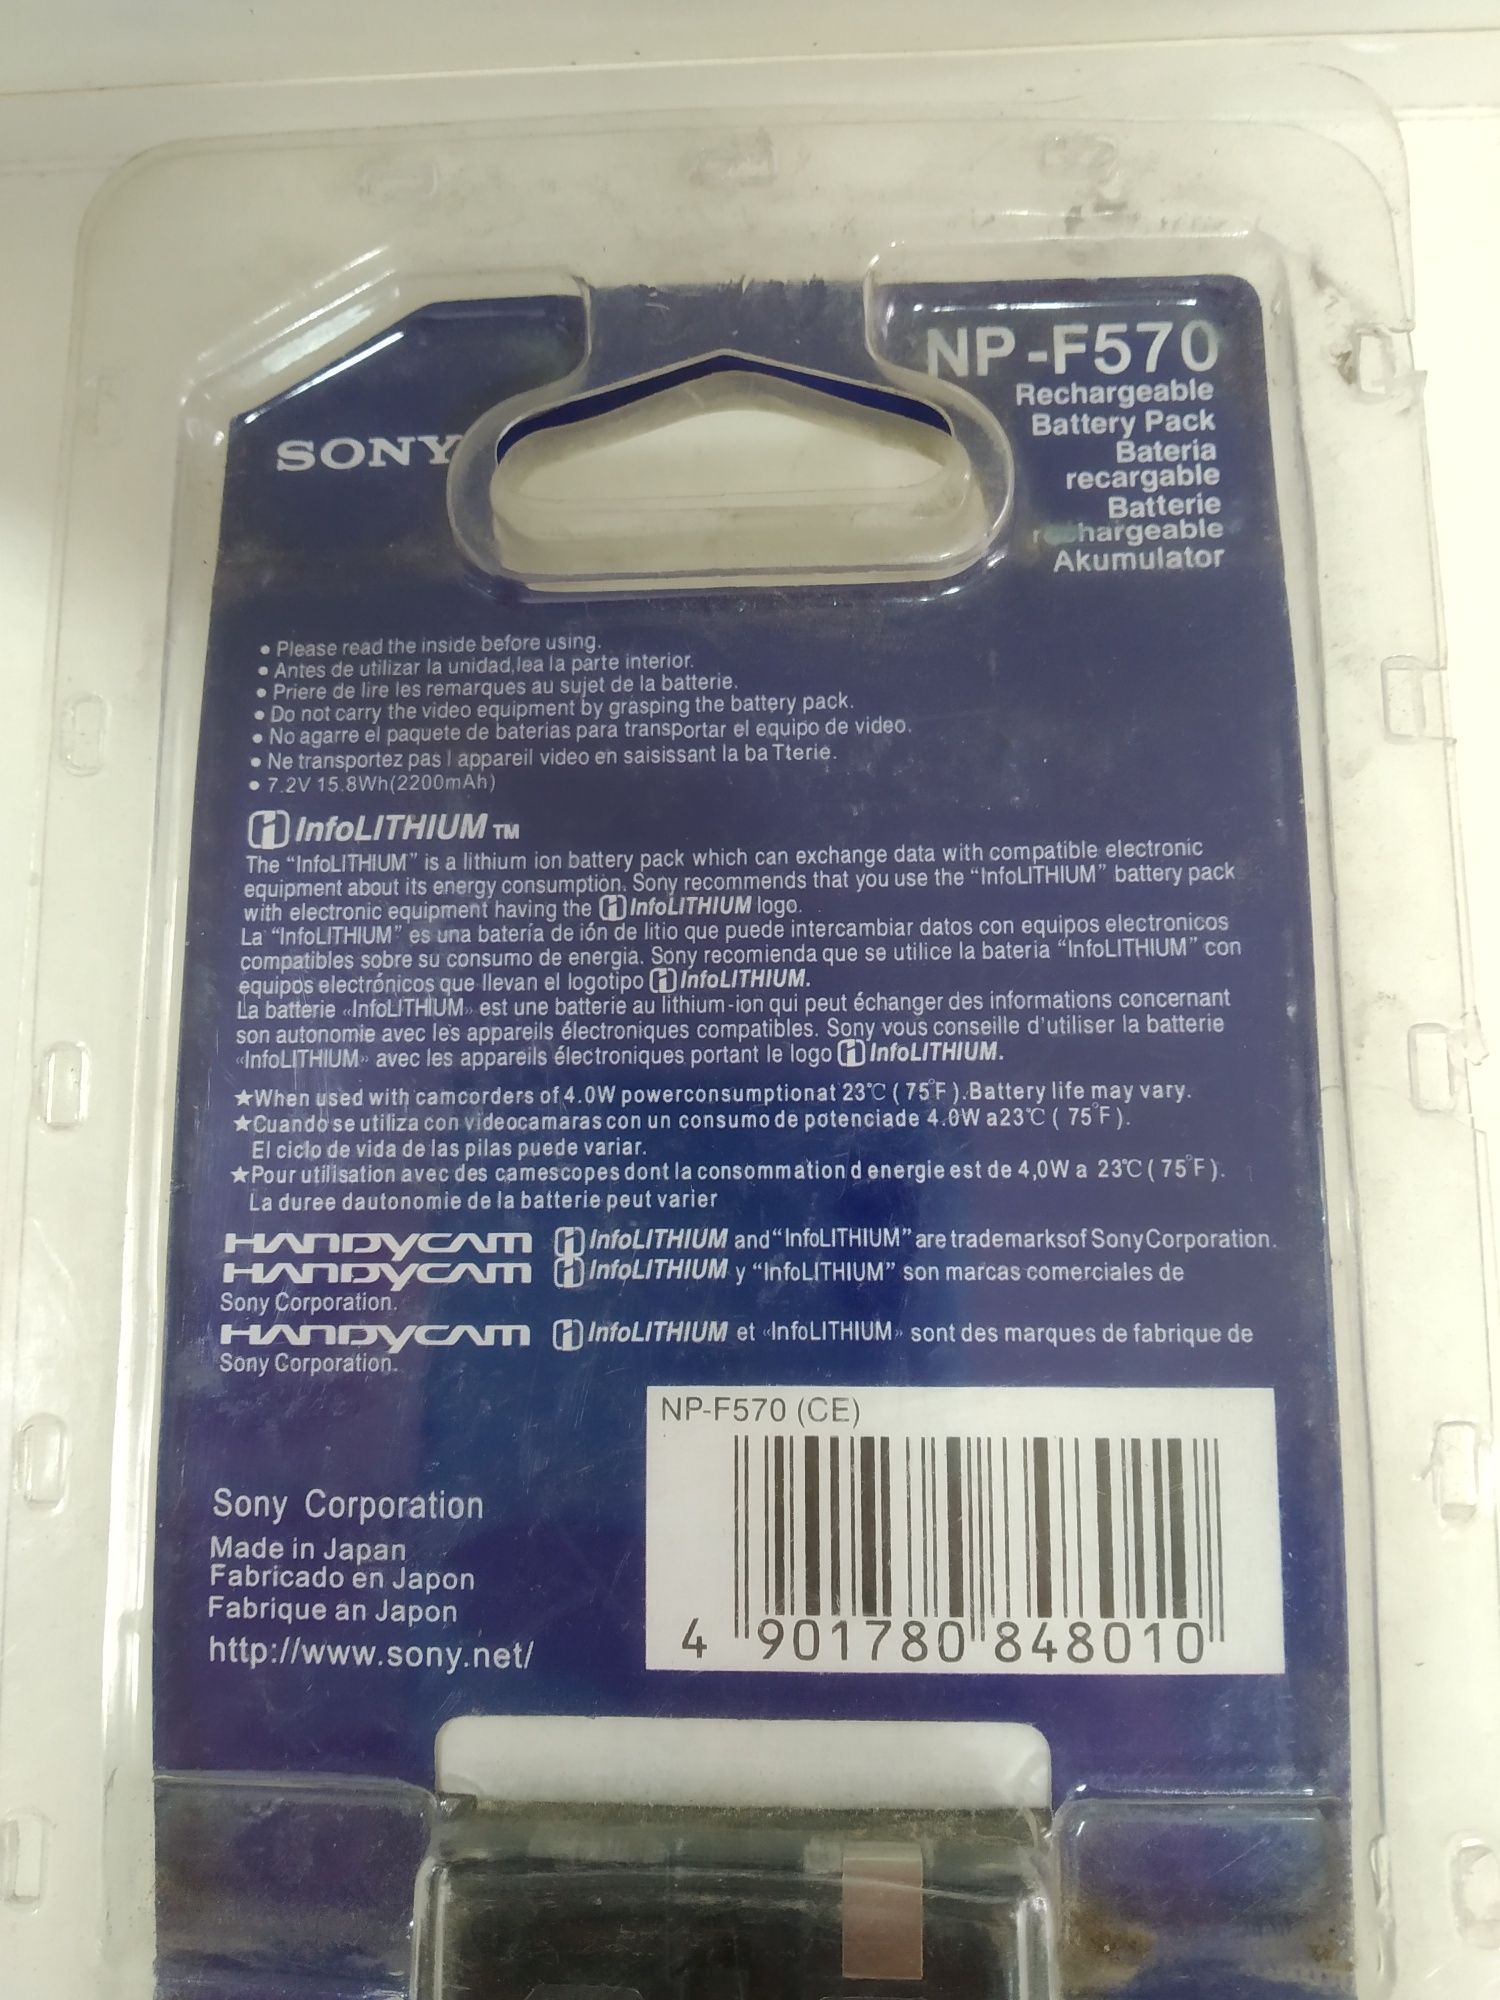 SONY
NP-F570
Rechargeable
Battery Pack
Bateria
recargable
Batterie
rechargeable
Akumulator
• Please read the inside before using.
• Antes de utilizar la unidad,lea la parte interior.
• Priere de lire les remarques au sujet de la batterie.
• Do not carry the video equipment by grasping the battery pack.
• No agarre el paquete de baterias para transportar el equipo de video.
• Ne transportez pas l appareil video en saisissant la ba Tterie.
• 7.2V 15.8Wh(2200mAh)
InfoLITHIUM TM
The “InfoLITHIUM” is a lithium ion battery pack which can exchange data with compatible electronic
equipment about its energy consumption. Sony recommends that you use the “InfoLITHIUM” battery pack
with electronic equipment having the InfoLITHIUM logo.
La “InfoLITHIUM” es una batería de ión de litio que puede intercambiar datos con equipos electronicos
compatibles sobre su consumo de energia. Sony recomienda que se utilice la bateria “InfoLITHIUM” con
equipos electrónicos que llevan el logotipo InfoLITHIUM.
La batterie «InfoLITHIUM» est une batterie au lithium-ion qui peut échanger des informations concernant
son autonomie avec les appareils électroniques compatibles. Sony vous conseille d'utiliser la batterie
«InfoLITHIUM» avec les appareils électroniques portant le logo InfoLITHIUM.
★When used with camcorders of 4.0W powerconsumptionat 23℃ ( 75°F ).Battery life may vary.
★Cuando se utiliza con videocamaras con un consumo de potenciade 4.0W a23℃ ( 75°F ).
El ciclo de vida de las pilas puede variar.
★Pour utilisation avec des camescopes dont la consommation d energie est de 4,0W a 23℃ ( 75°F ).
La duree dautonomie de la batterie peut varier
HANDYCAM InfoLITHIUM and “InfoLITHIUM” are trademarksof SonyCorporation.
HANDYCAM InfoLITHIUM y “InfoLITHIUM” son marcas comerciales de
Sony Corporation.
HANDYCAM InfoLITHIUM et «InfoLITHIUM» sont des marques de fabrique de
Sony Corporation.
NP-F570 (CE)
4 901780 848010
Sony Corporation
Made in Japan
Fabricado en Japon
Fabrique an Japon
http://www.sony.net/